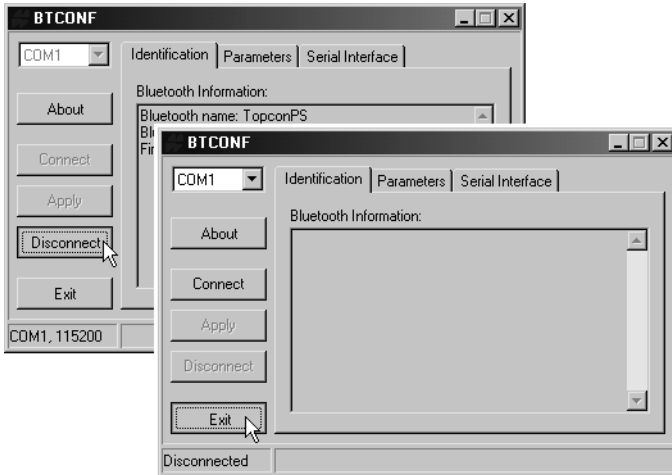 BTCONF
COM1
Identification Parameters Serial Interface
Bluetooth Information:
Bluetooth name: TopconPS
About
Connect
Apply
Disconnect
Exit
COM1, 115200
BTCONF
COM1
Identification Parameters Serial Interface
Bluetooth Information:
About
Connect
Apply
Disconnect
Exit
Disconnected